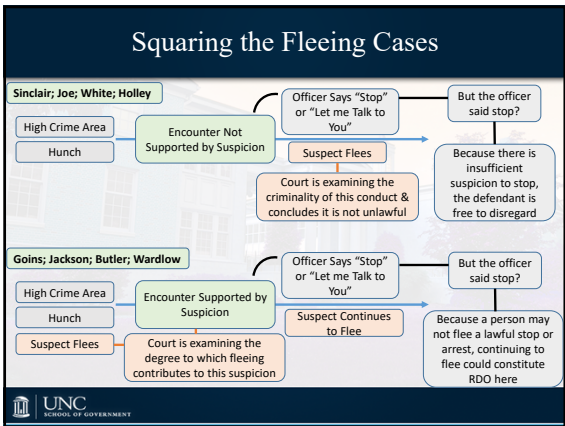 Squaring the Fleeing Cases
Sinclair; Joe; White; Holley
High Crime Area
Hunch
Encounter Not
Supported by Suspicion
Officer Says “Stop”
or “Let me Talk to
You”
Suspect Flees
Court is examining the
criminality of this conduct &
concludes it is not unlawful
But the officer
said stop?
Because there is
insufficient
suspicion to stop,
the defendant is
free to disregard
Goins; Jackson; Butler; Wardlow
High Crime Area
Hunch
Suspect Flees
Encounter Supported by
Suspicion
Court is examining the
degree to which fleeing
contributes to this suspicion
Officer Says “Stop”
or “Let me Talk to
You”
Suspect Continues
to Flee
But the officer
said stop?
Because a person may
not flee a lawful stop or
arrest, continuing to
flee could constitute
RDO here
UNC
SCHOOL OF GOVERNMENT